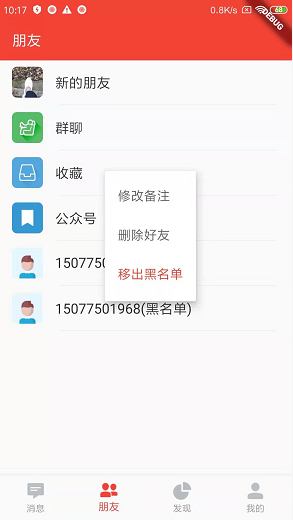 10:17
0.8K/s
68
DEBUG
朋友
新的朋友
群聊
收藏
公众号
修改备注
删除好友
移出黑名单
1507750
15077501968(黑名单)
消息
朋友
发现
我的